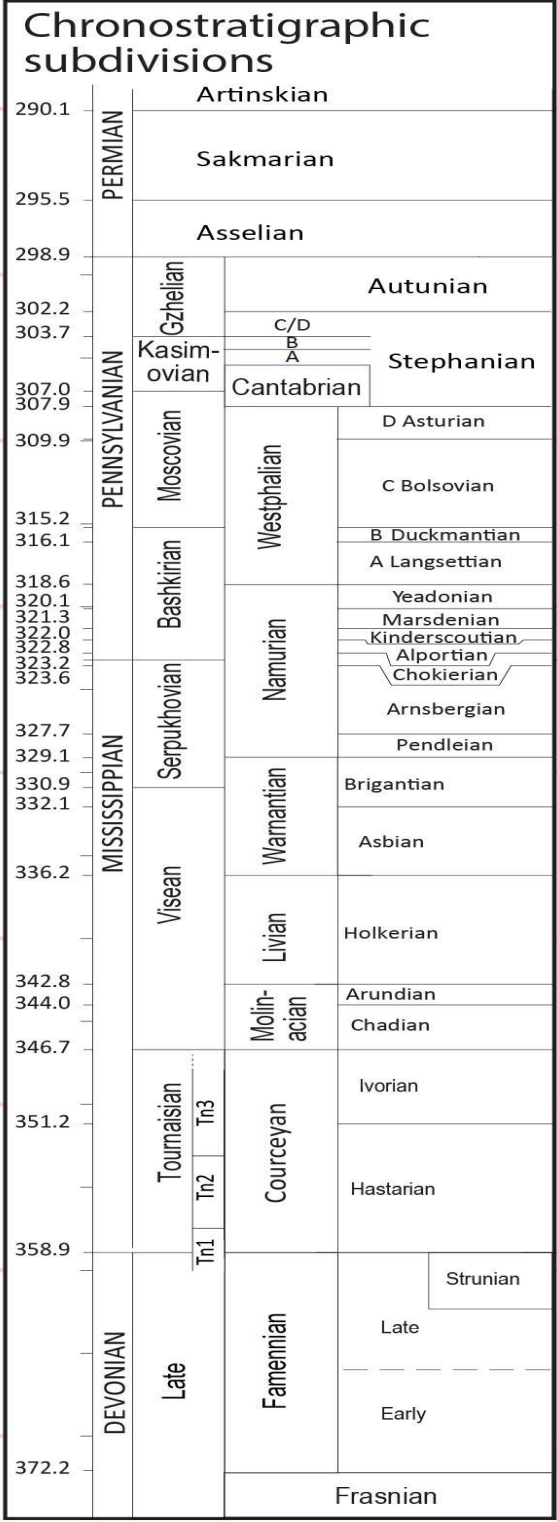 Chronostratigraphic
subdivisions
Artinskian
290.1
PERMIAN
Sakmarian
295.5
Asselian
298.9
Gzhelian
Autunian
302.2
C/D
303.7
B
Kasim-
ovian
A
Stephanian
PENNSYLVANIAN
307.0
Cantabrian
307.9
Moscovian
Westphalian
D Asturian
309.9
C Bolsovian
315.2
B Duckmantian
316.1
Bashkirian
A Langsettian
318.6
Namurian
Yeadonian
320.1
Marsdenian
321.3
322.0
Kinderscoutian
322.8
Alportian
323.2
Chokierian
323.6
MISSISSIPPIAN
Serpukhovian
Arnsbergian
327.7
Pendleian
329.1
Warnantian
Brigantian
330.9
332.1
Visean
Asbian
336.2
Livian
Holkerian
342.8
Molin-
acian
Arundian
344.0
Chadian
346.7
Tournaisian
Tn3
Courceyan
Ivorian
351.2
Tn2
Hastarian
Tn1
358.9
DEVONIAN
Late
Famennian
Strunian
Late
Early
372.2
Frasnian